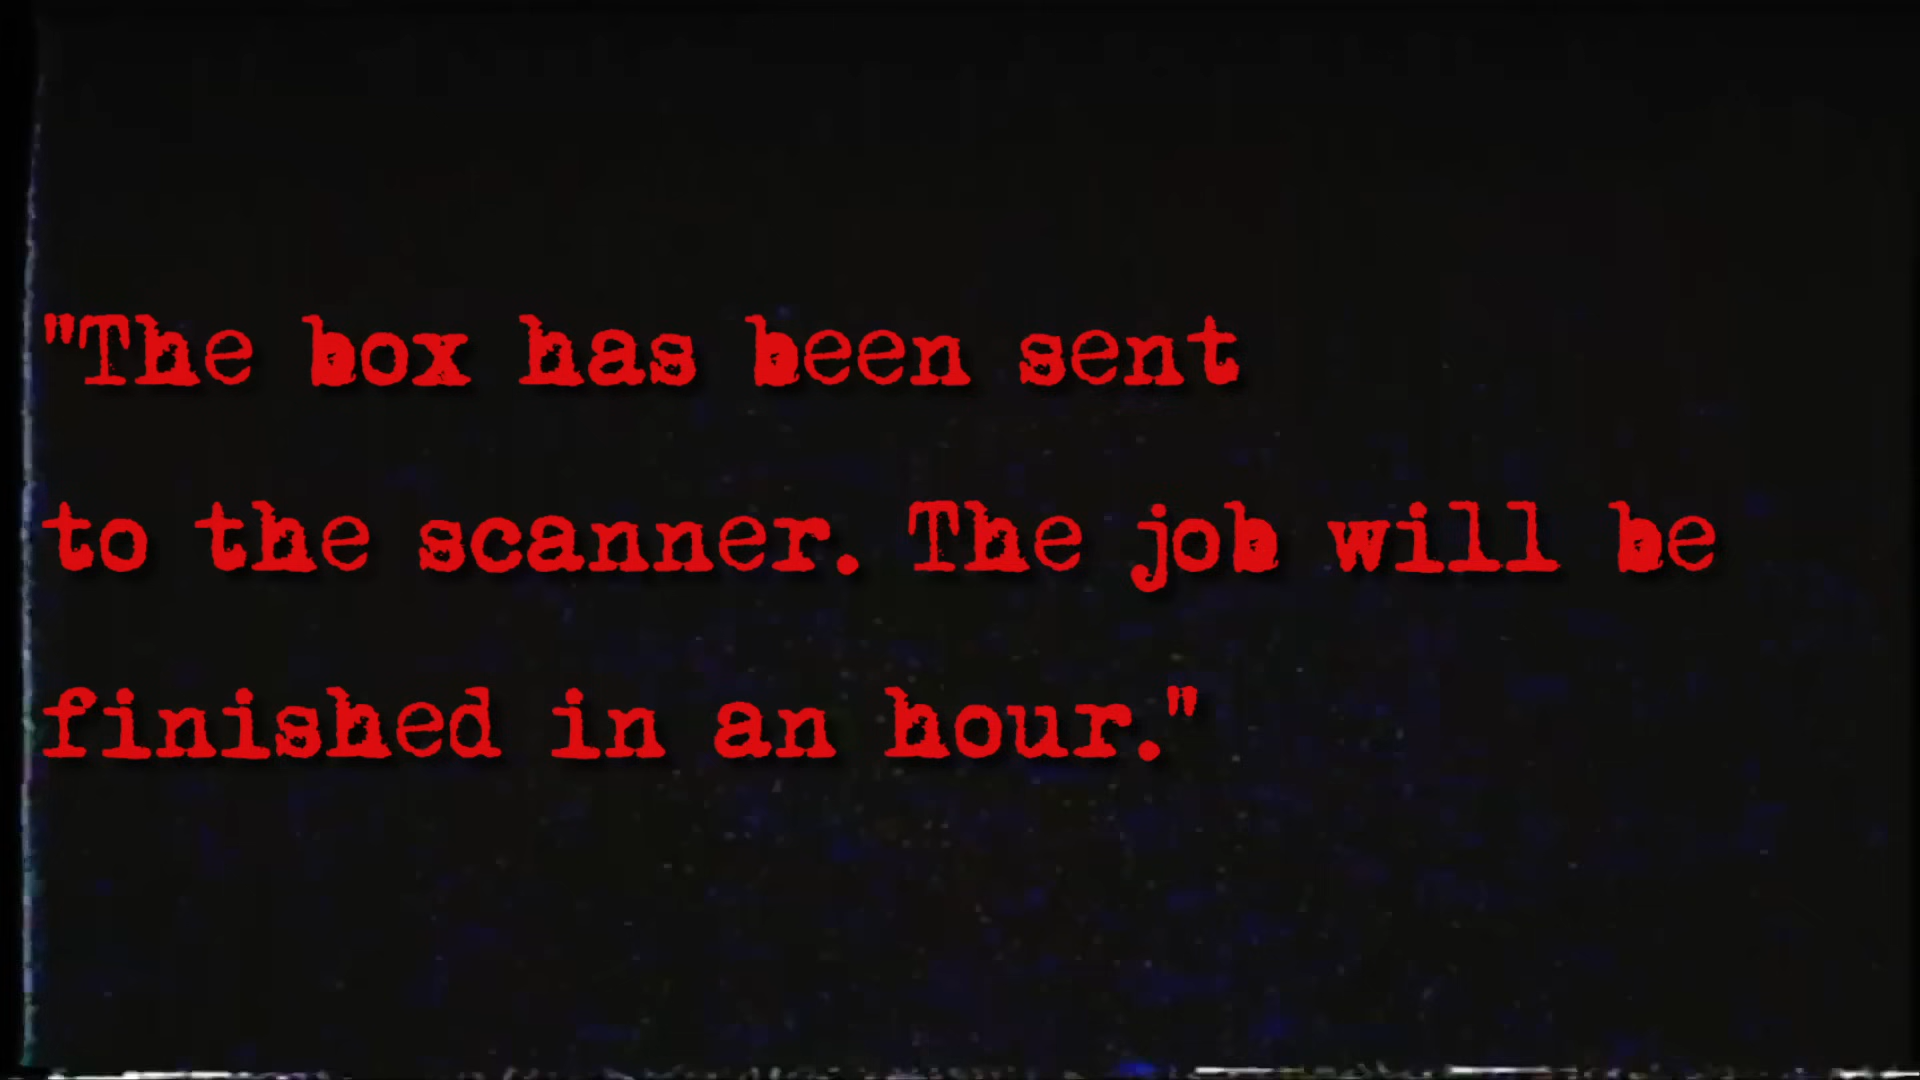 "The box has been sent
to the scanner. The job will be
finished in an hour."